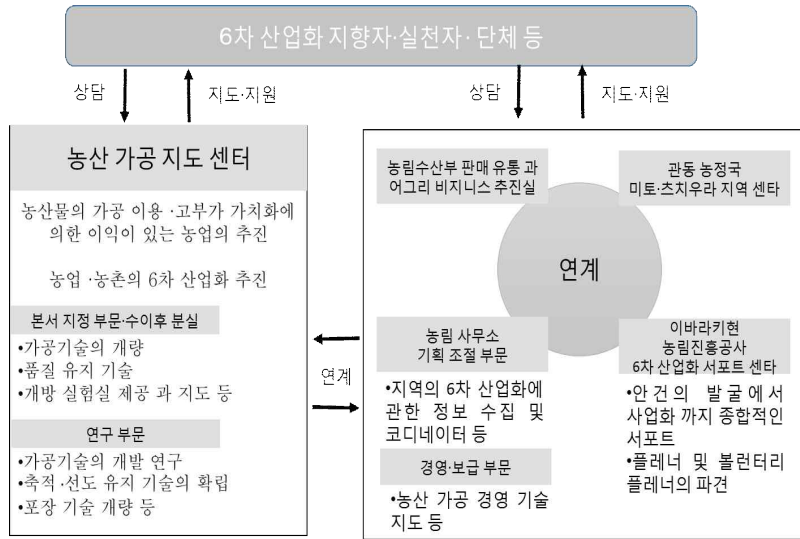 6차 산업화 지향자·실천자· 단체 등
상담
지도·지원
상담
지도·지원
농산 가공 지도 센터
농산물의 가공 이용 ·고부가 가치화에
의한 이익이 있는 농업의 추진
농업 ·농촌의 6차 산업화 추진
본서 지정 부문·수이후 분실
•가공기술의 개량
•품질 유지 기술
•개방 실험실 제공 과 지도 등
연구 부문
•가공기술의 개발 연구
•축적 ·선도 유지 기술의 확립
•포장 기술 개량 등
연계
농림수산부 판매 유통 과
어그리 비지니스 추진실
관동 농정국
미토·츠치우라 지역 센타
연계
농림 사무소
기획 조절 부문
•지역의 6차 산업화에
관한 정보 수집 및
코디네이터 등
경영·보급 부문
•농산 가공 경영 기술
지도 등
이바라키현
농림진흥공사
6차 산업화 서포트 센타
•안건의 발굴에서
사업화 까지 종합적인
서포트
•플레너 및 볼런터리
플레너의 파견